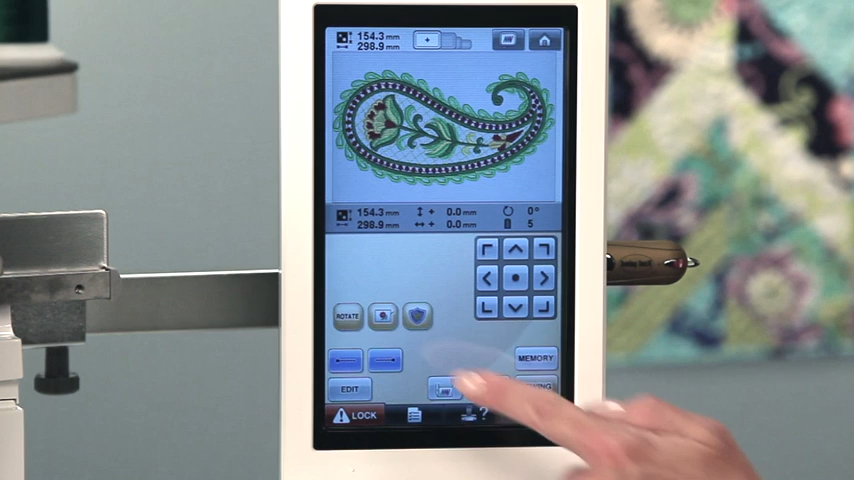 154.3 mm
298.9 mm
154.3 mm 0.0 mm 0°
298.9 mm 0.0 mm 5
ROTATE
MEMORY
EDIT
LOCK ?